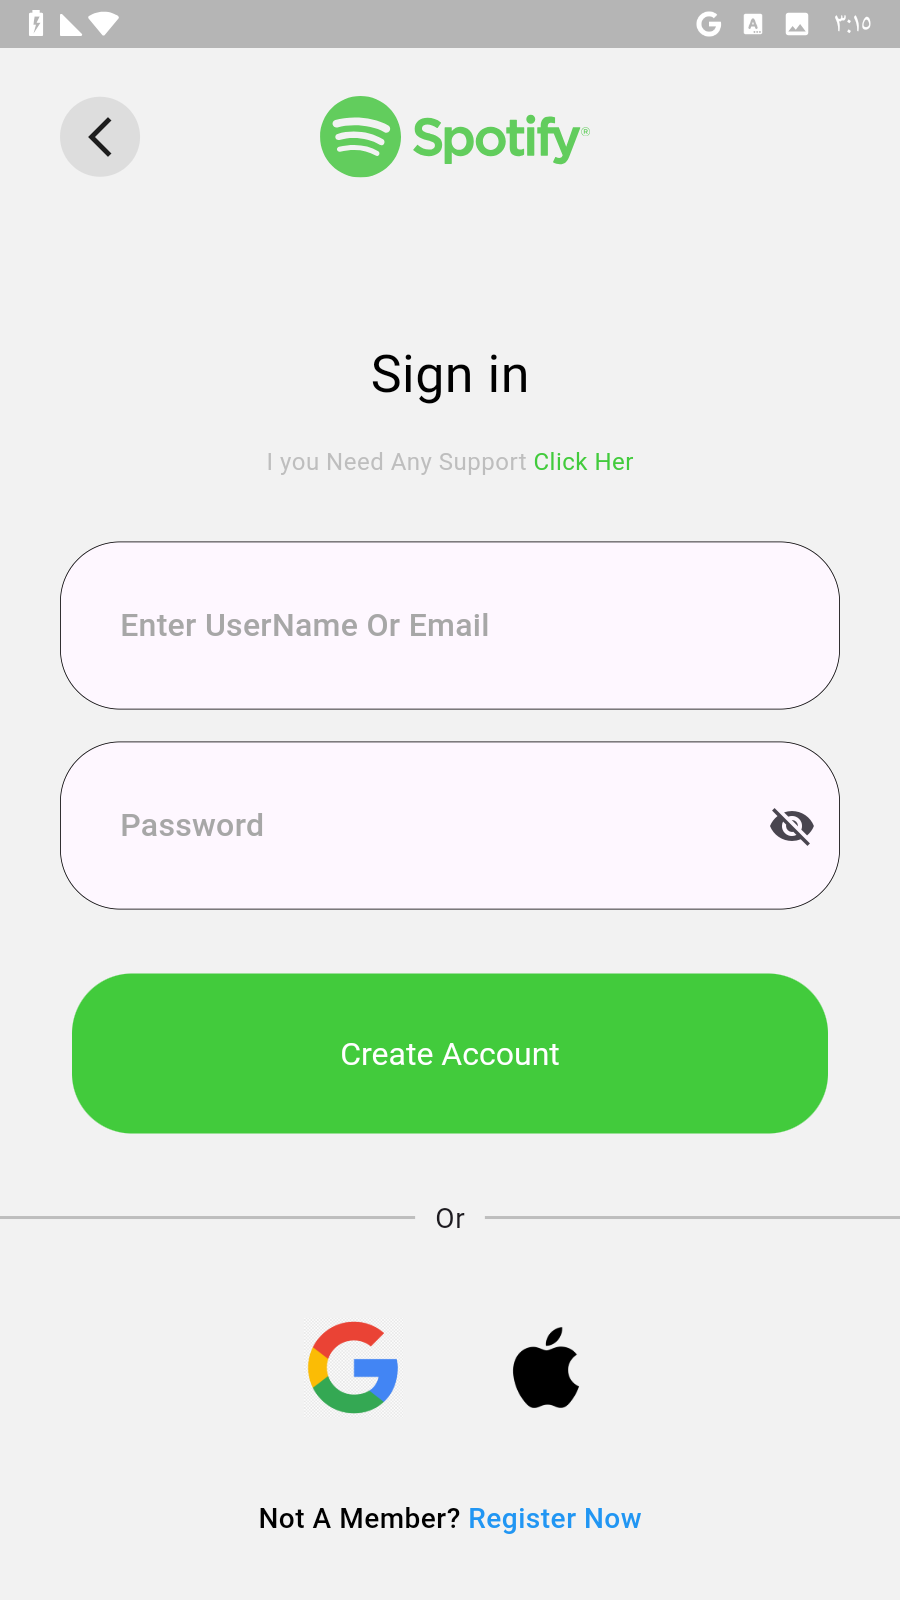 ٣:١٥
Spotify®
Sign in
I you Need Any Support Click Her
Enter UserName Or Email
Password
Create Account
Or
Not A Member? Register Now